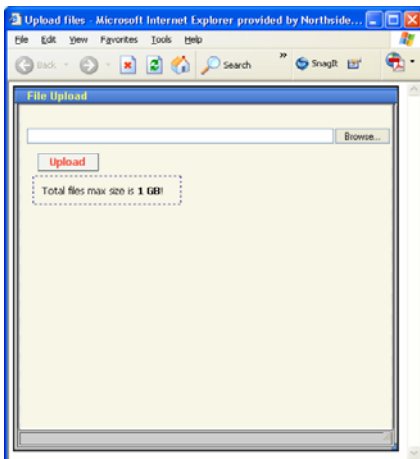 Upload files - Microsoft Internet Explorer provided by Northside...
File Edit View Favorites Tools Help
Back Search » SnagIt
File Upload
Browse...
Upload
Total files max size is 1 GB!